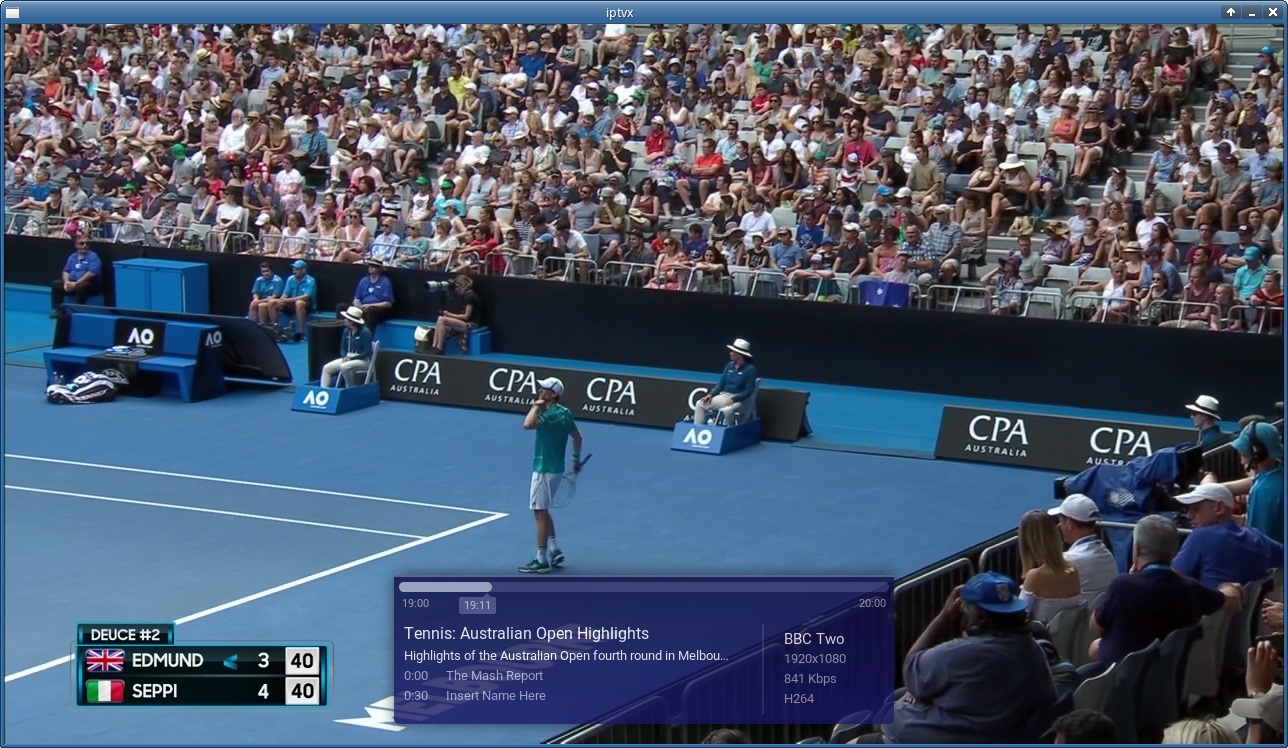 iptvx
AO
AO
CPA
AUSTRALIA
CPA
AUSTRALIA
CPA
AUSTRALIA
AO
AO
CPA
AUSTRALIA
CPA
AUSTRALIA
19:00
19:11
20:00
DEUCE #2
EDMUND < 3 40
SEPPI 4 40
Tennis: Australian Open Highlights
Highlights of the Australian Open fourth round in Melbou...
0:00 The Mash Report
0:30 Insert Name Here
BBC Two
1920x1080
841 Kbps
H264